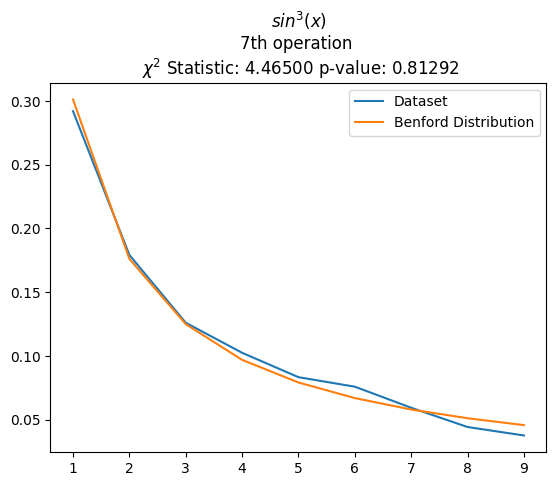 sin³(x)
7th operation
χ² Statistic: 4.46500 p-value: 0.81292
Dataset
Benford Distribution
0.30
0.25
0.20
0.15
0.10
0.05
1 2 3 4 5 6 7 8 9